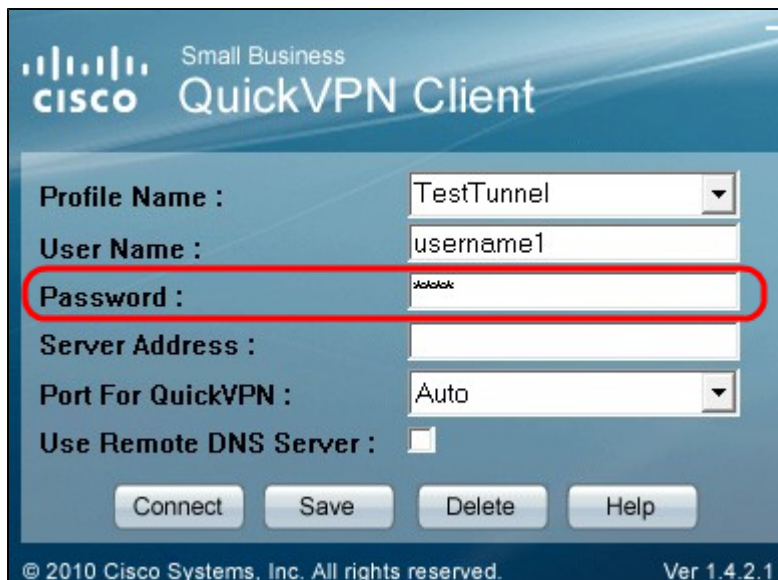 Small Business
CISCO QuickVPN Client
Profile Name : TestTunnel
User Name : username1
Password : ****
Server Address :
Port For QuickVPN : Auto
Use Remote DNS Server :
Connect Save Delete Help
© 2010 Cisco Systems, Inc. All rights reserved. Ver 1.4.2.1